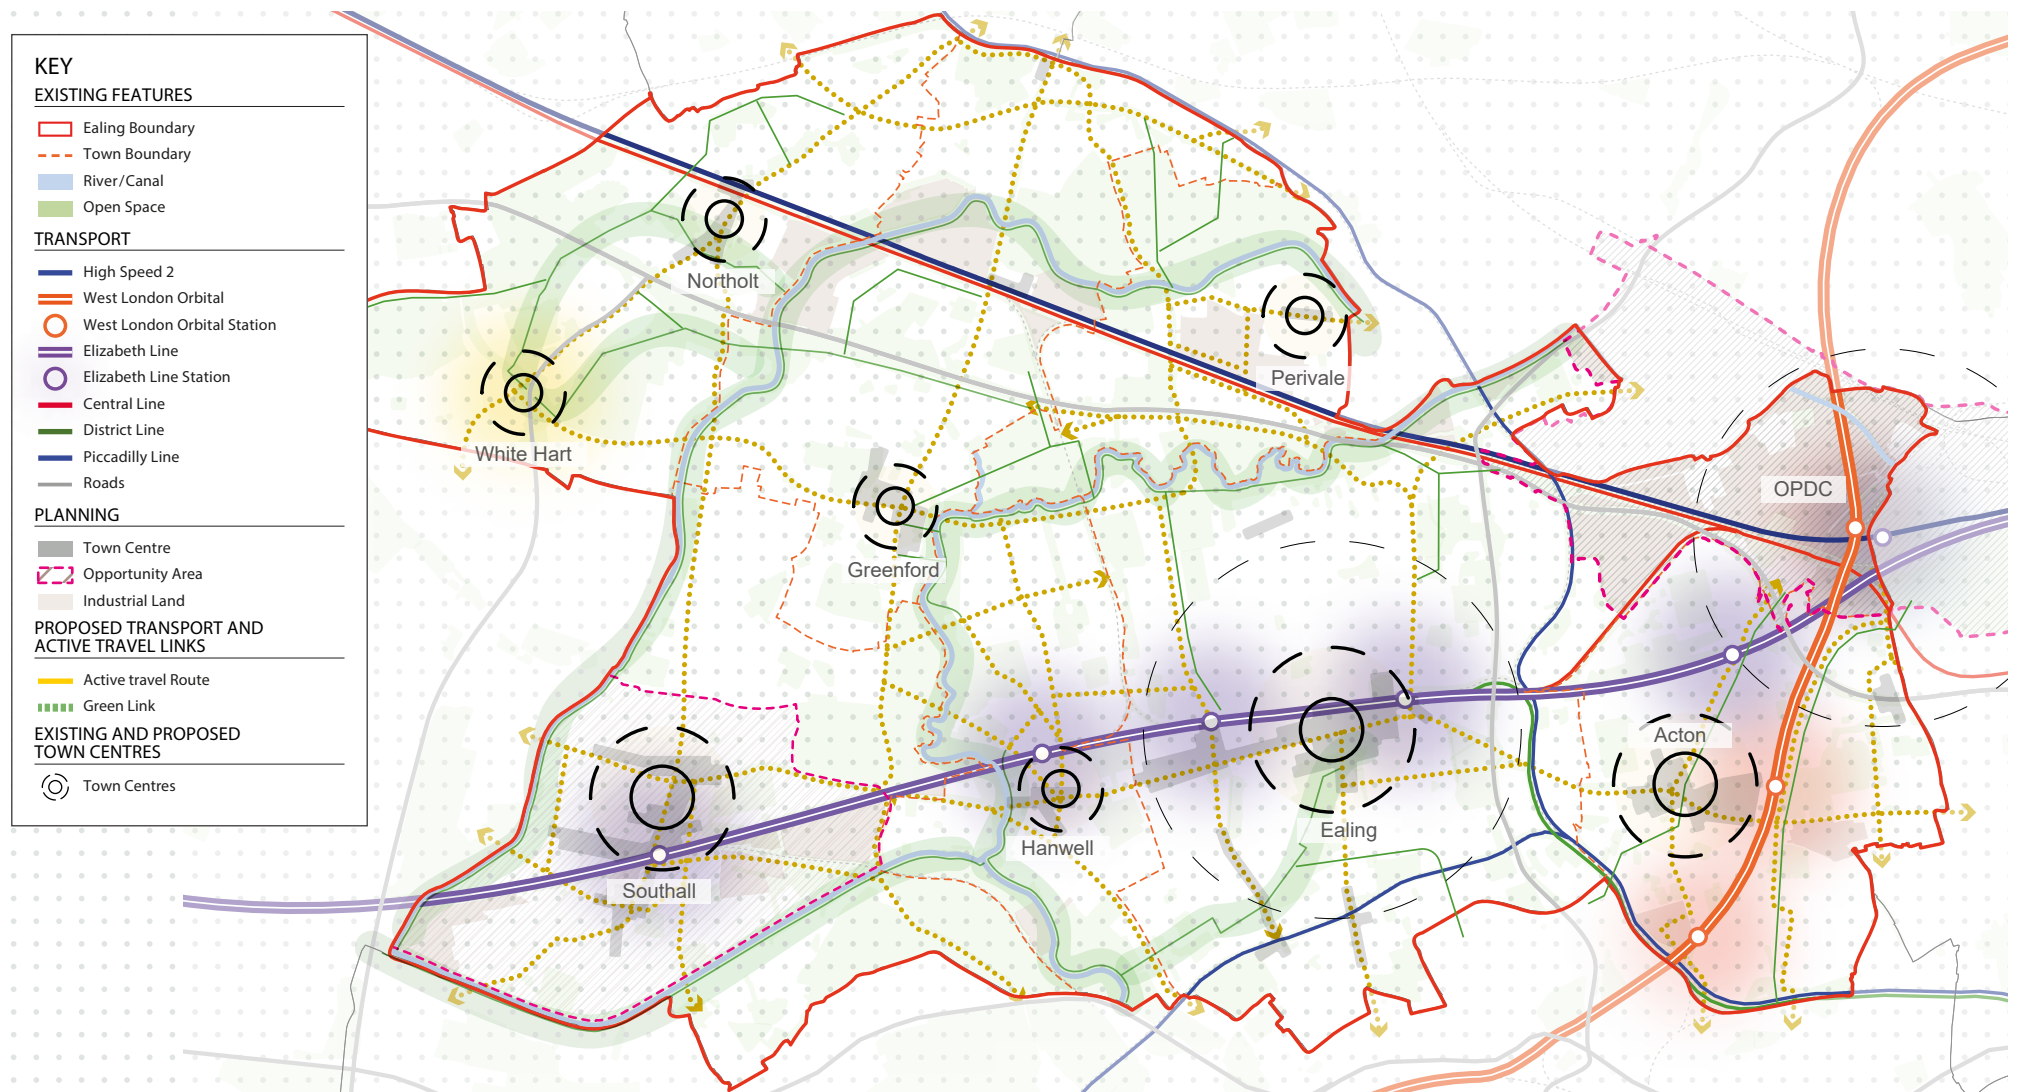 KEY
EXISTING FEATURES
Ealing Boundary
Town Boundary
River/Canal
Open Space
TRANSPORT
High Speed 2
West London Orbital
West London Orbital Station
Elizabeth Line
Elizabeth Line Station
Central Line
District Line
Piccadilly Line
Roads
PLANNING
Town Centre
Opportunity Area
Industrial Land
PROPOSED TRANSPORT AND
ACTIVE TRAVEL LINKS
Active travel Route
Green Link
EXISTING AND PROPOSED
TOWN CENTRES
Town Centres
Northolt
Perivale
White Hart
OPDC
Greenford
Acton
Ealing
Hanwell
Southall